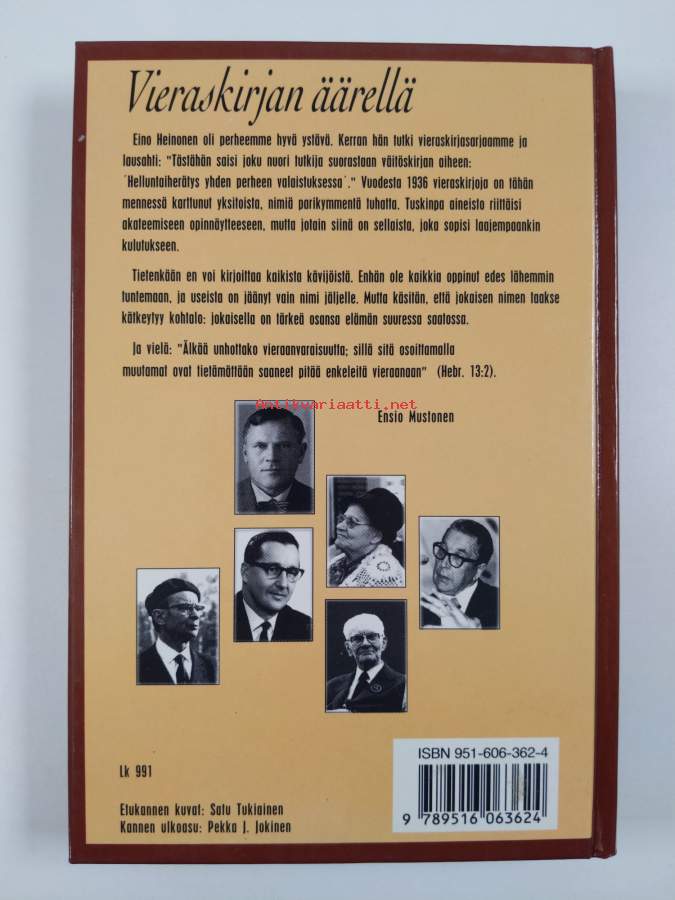 Vieraskirjan äärellä
Eino Heinonen oli perheemme hyvä ystävä. Kerran hän tutki vieraskirjasarjaamme ja
lausahti: "Tästähän saisi joku nuori tutkija suorastaan väitöskirjan aiheen:
´Helluntaiherätys yhden perheen valaistuksessa´." Vuodesta 1936 vieraskirjoja on tähän
mennessä karttunut yksitoista, nimiä parikymmentä tuhatta. Tuskinpa aineisto riittäisi
akateemiseen opinnäytteeseen, mutta jotain siinä on sellaista, joka sopisi laajempaankin
kulutukseen.
Tietenkään en voi kirjoittaa kaikista kävijöistä. Enhän ole kaikkia oppinut edes lähemmin
tuntemaan, ja useista on jäänyt vain nimi jäljelle. Mutta käsitän, että jokaisen nimen taakse
kätkeytyy kohtalo: jokaisella on tärkeä osansa elämän suuressa saatossa.
Ja vielä: "Älkää unhottako vieraanvaraisuutta; sillä sitä osoittamalla
muutamat ovat tietämättään saaneet pitää enkeleitä vieraanaan" (Hebr. 13:2).
Antikvariaatti.net
Ensio Mustonen
ISBN 951-606-362-4
Lk 991
Etukannen kuvat: Satu Tukiainen
Kannen ulkoasu: Pekka J. Jokinen
9 789516 063624